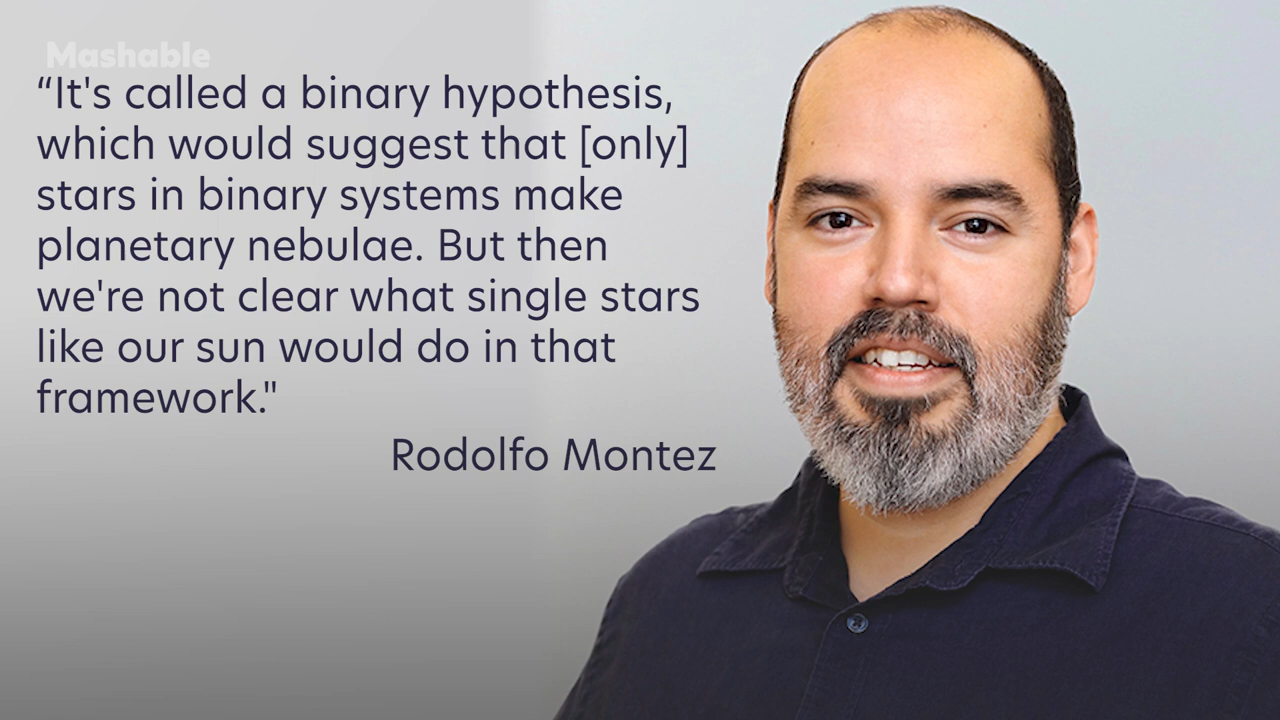 Mashable
“It's called a binary hypothesis,
which would suggest that [only]
stars in binary systems make
planetary nebulae. But then
we're not clear what single stars
like our sun would do in that
framework."
Rodolfo Montez